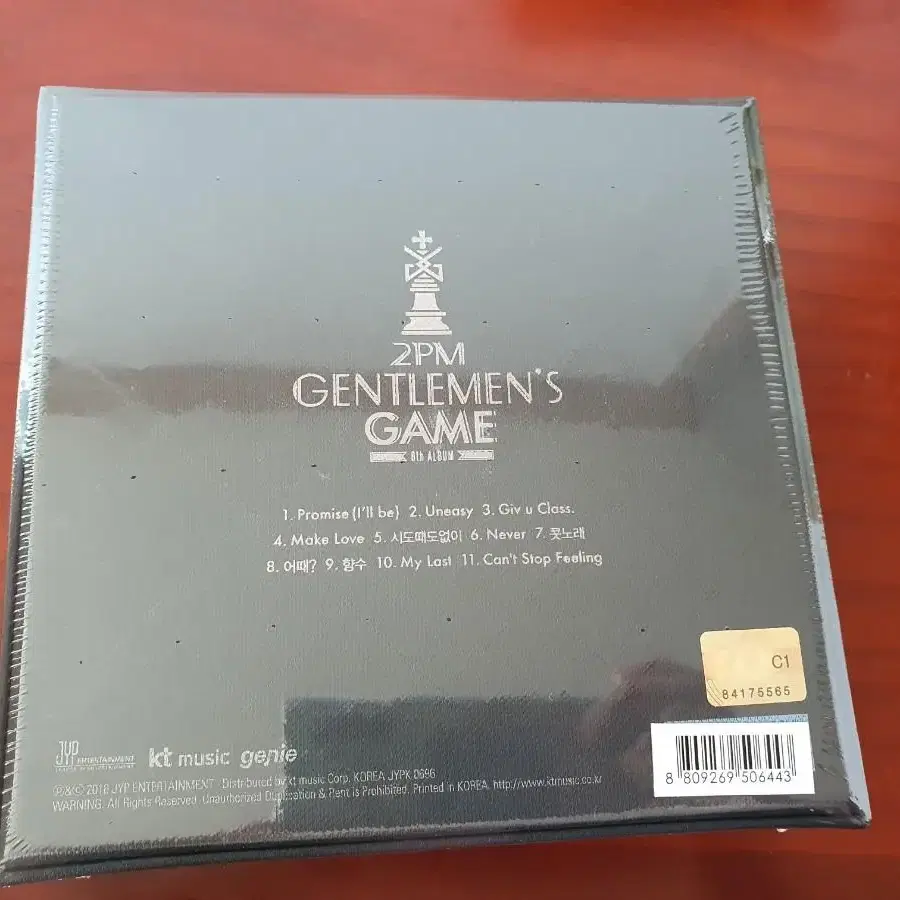 2PM
GENTLEMEN'S
GAME
6th ALBUM
1. Promise (I'll be) 2. Uneasy 3. Giv u Class.
4. Make Love 5. 시도때도없이 6. Never 7. 콧노래
8. 어때? 9. 향수 10. My Last 11. Can't Stop Feeling
C1
84175565
JYP ENTERTAINMENT
kt music genie
℗&© 2016 JYP ENTERTAINMENT Distributed by kt music Corp. KOREA JYPK 0696
WARNING. All Rights Reserved. Unauthorized Duplication & Rent is Prohibited. Printed in KOREA. http://www.ktmusic.co.kr
8 809269 506443